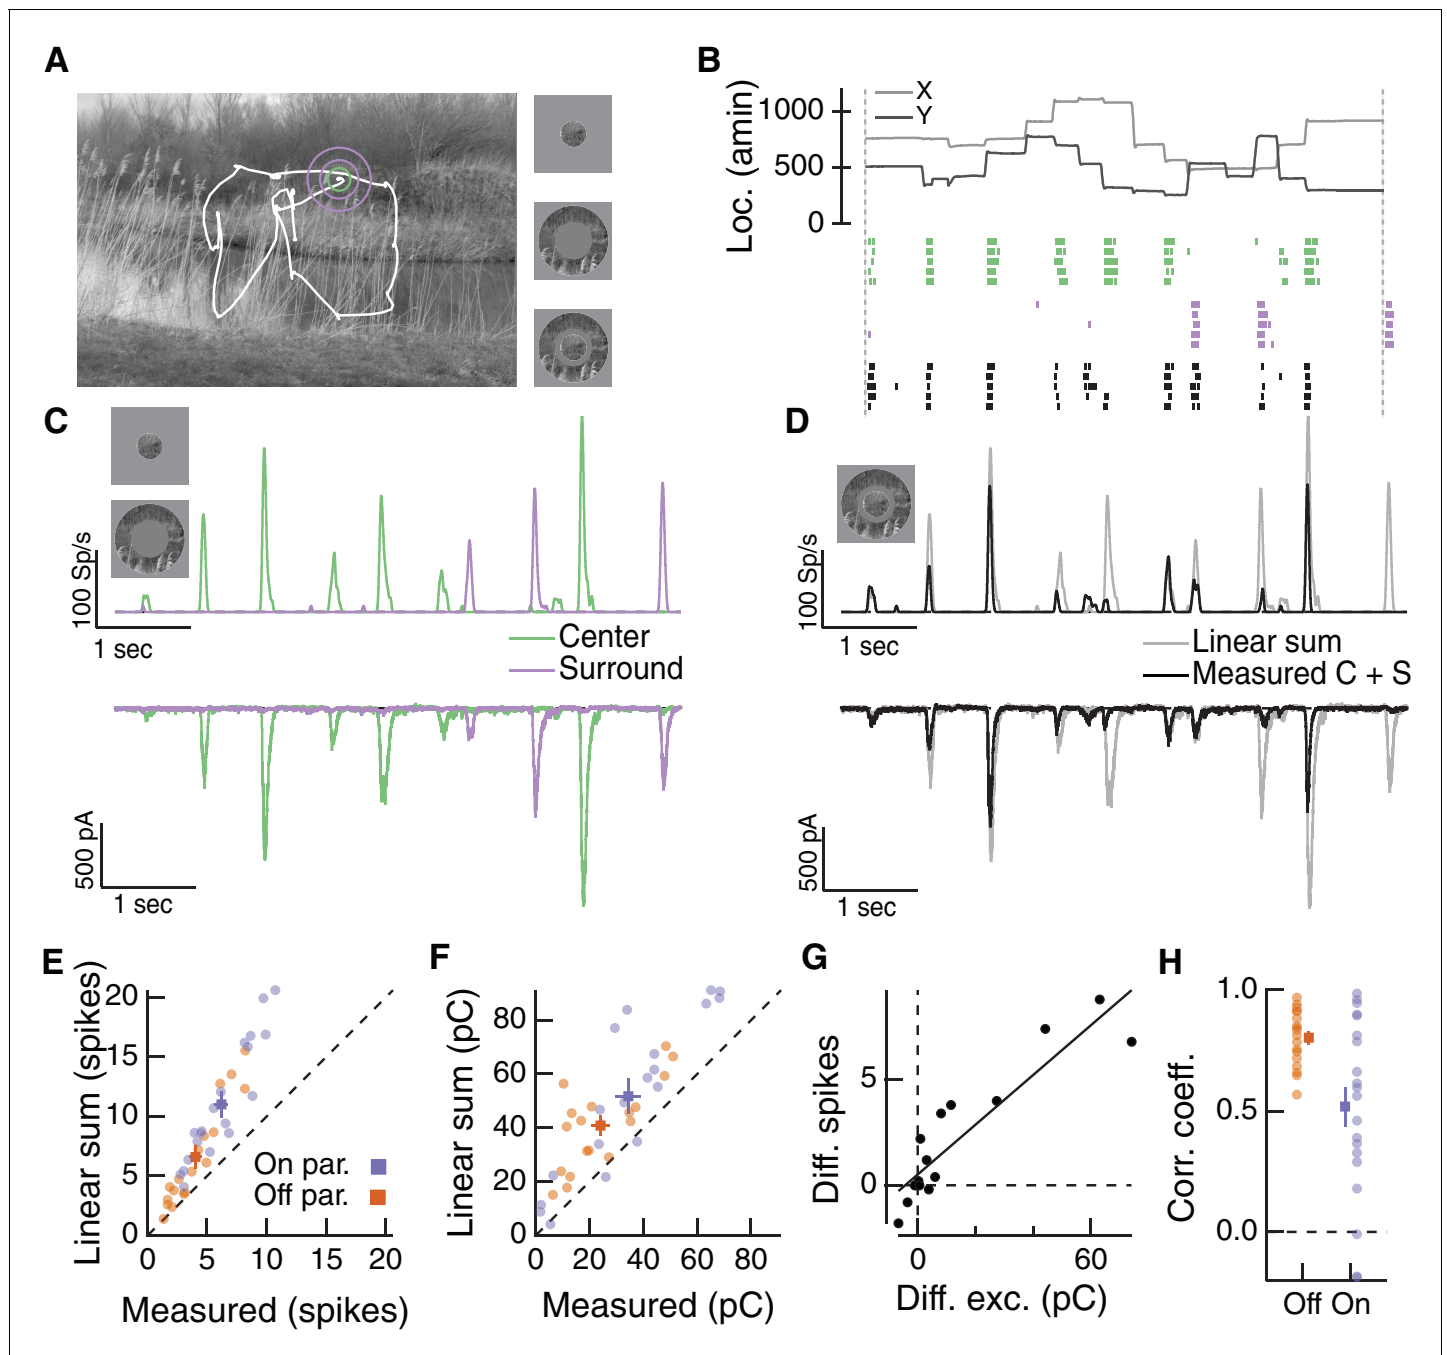 A
B
Loc. (amin)
1000
500
0
X
Y
C
100 Sp/s
1 sec
Center
Surround
500 pA
1 sec
D
100 Sp/s
1 sec
Linear sum
Measured C + S
500 pA
1 sec
E
Linear sum (spikes)
20
15
10
5
0
On par.
Off par.
0 5 10 15 20
Measured (spikes)
F
Linear sum (pC)
80
60
40
20
0
0 20 40 60 80
Measured (pC)
G
Diff. spikes
5
0
0 60
Diff. exc. (pC)
H
Corr. coeff.
1.0
0.5
0.0
Off On